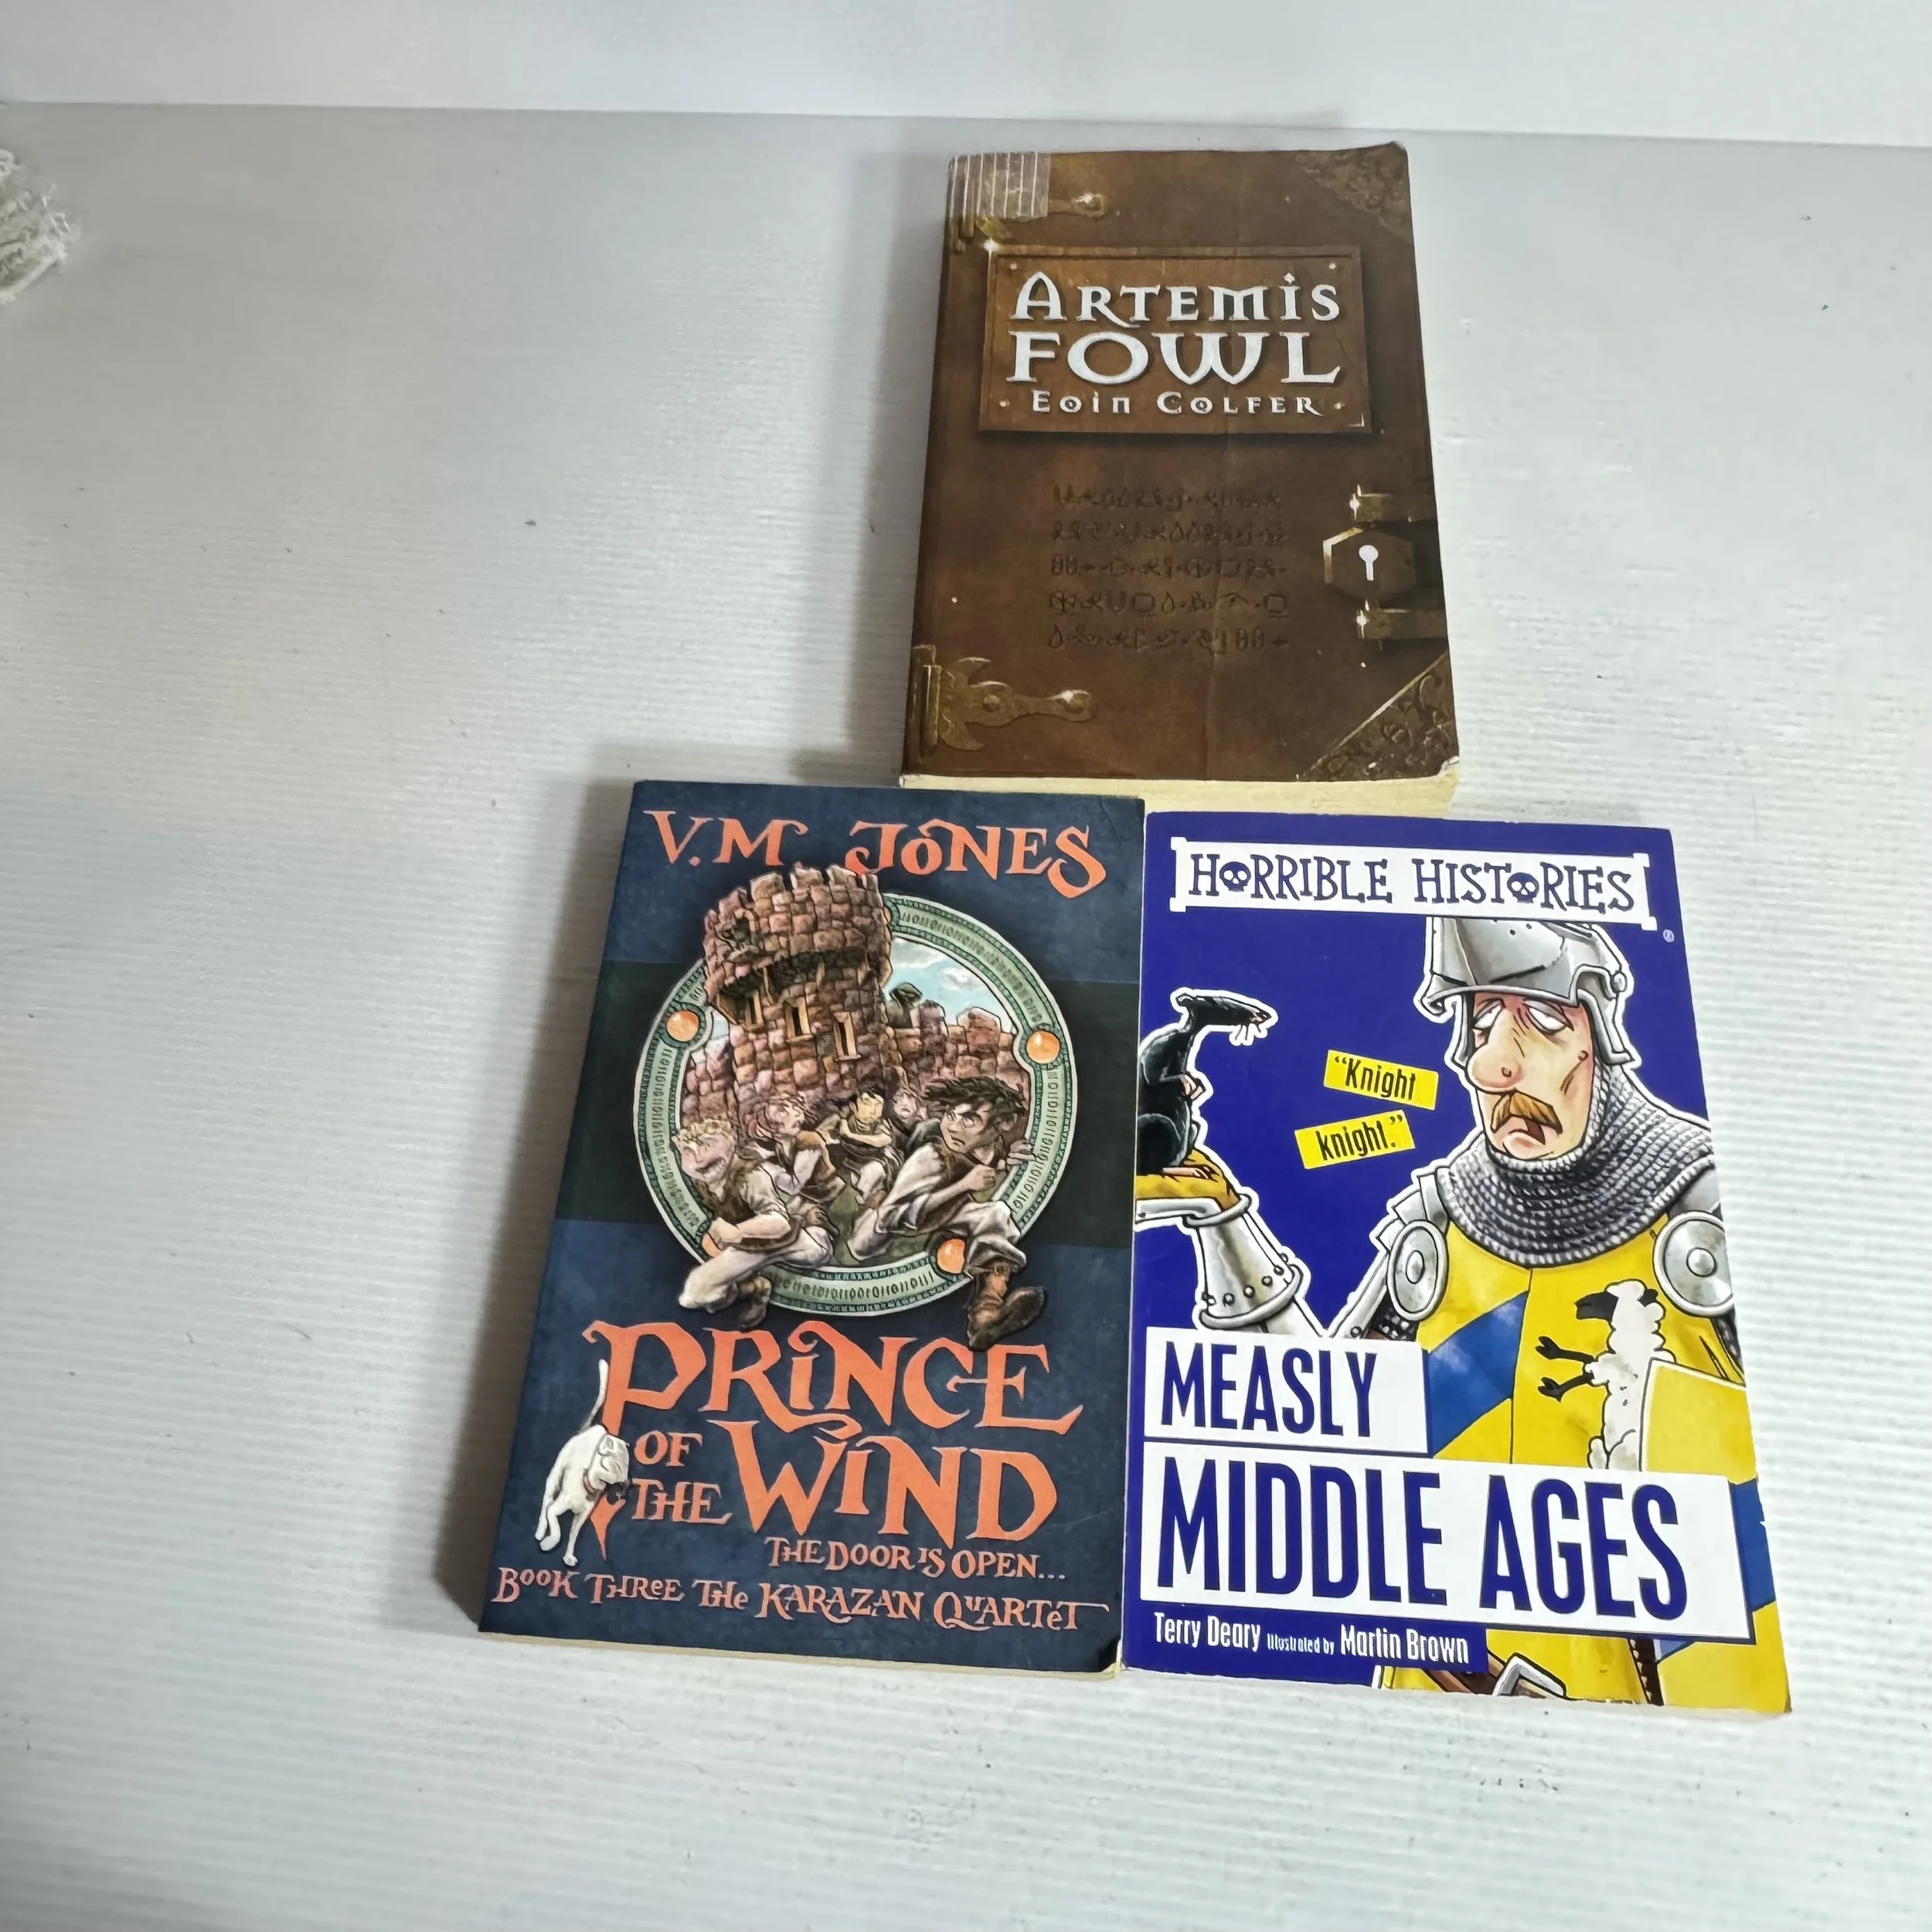 ARTEMIS
FOWL
EOIN COLFER
V.M. JONES
PRINCE
OF THE WIND
THE DOOR IS OPEN...
BOOK THREE THE KARAZAN QUARTET
HORRIBLE HISTORIES
"Knight
knight."
MEASLY
MIDDLE AGES
Terry Deary Illustrated by Martin Brown